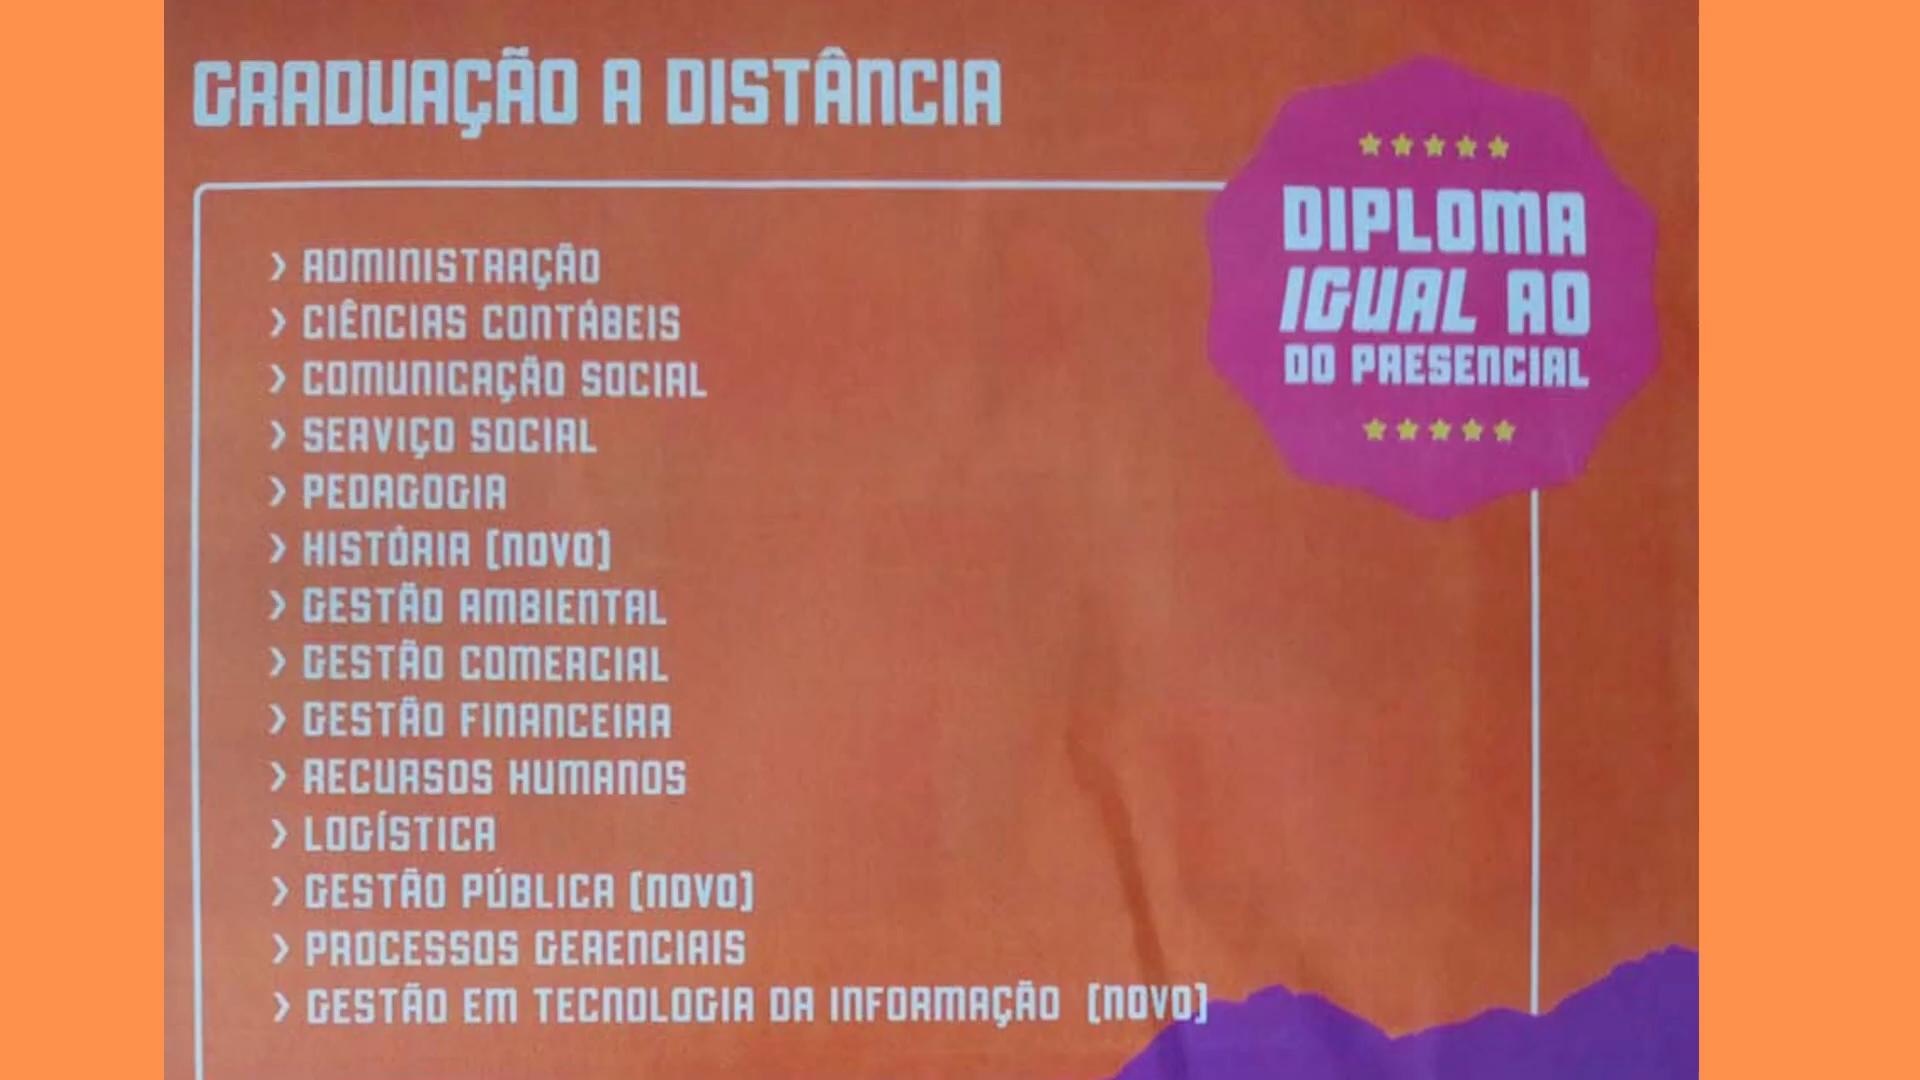 GRADUAÇÃO A DISTÂNCIA
DIPLOMA
IGUAL AO
DO PRESENCIAL
> ADMINISTRAÇÃO
> CIÊNCIAS CONTÁBEIS
> COMUNICAÇÃO SOCIAL
> SERVIÇO SOCIAL
> PEDAGOGIA
> HISTÓRIA [NOVO]
> GESTÃO AMBIENTAL
> GESTÃO COMERCIAL
> GESTÃO FINANCEIRA
> RECURSOS HUMANOS
> LOGÍSTICA
> GESTÃO PÚBLICA [NOVO]
> PROCESSOS GERENCIAIS
> GESTÃO EM TECNOLOGIA DA INFORMAÇÃO [NOVO]